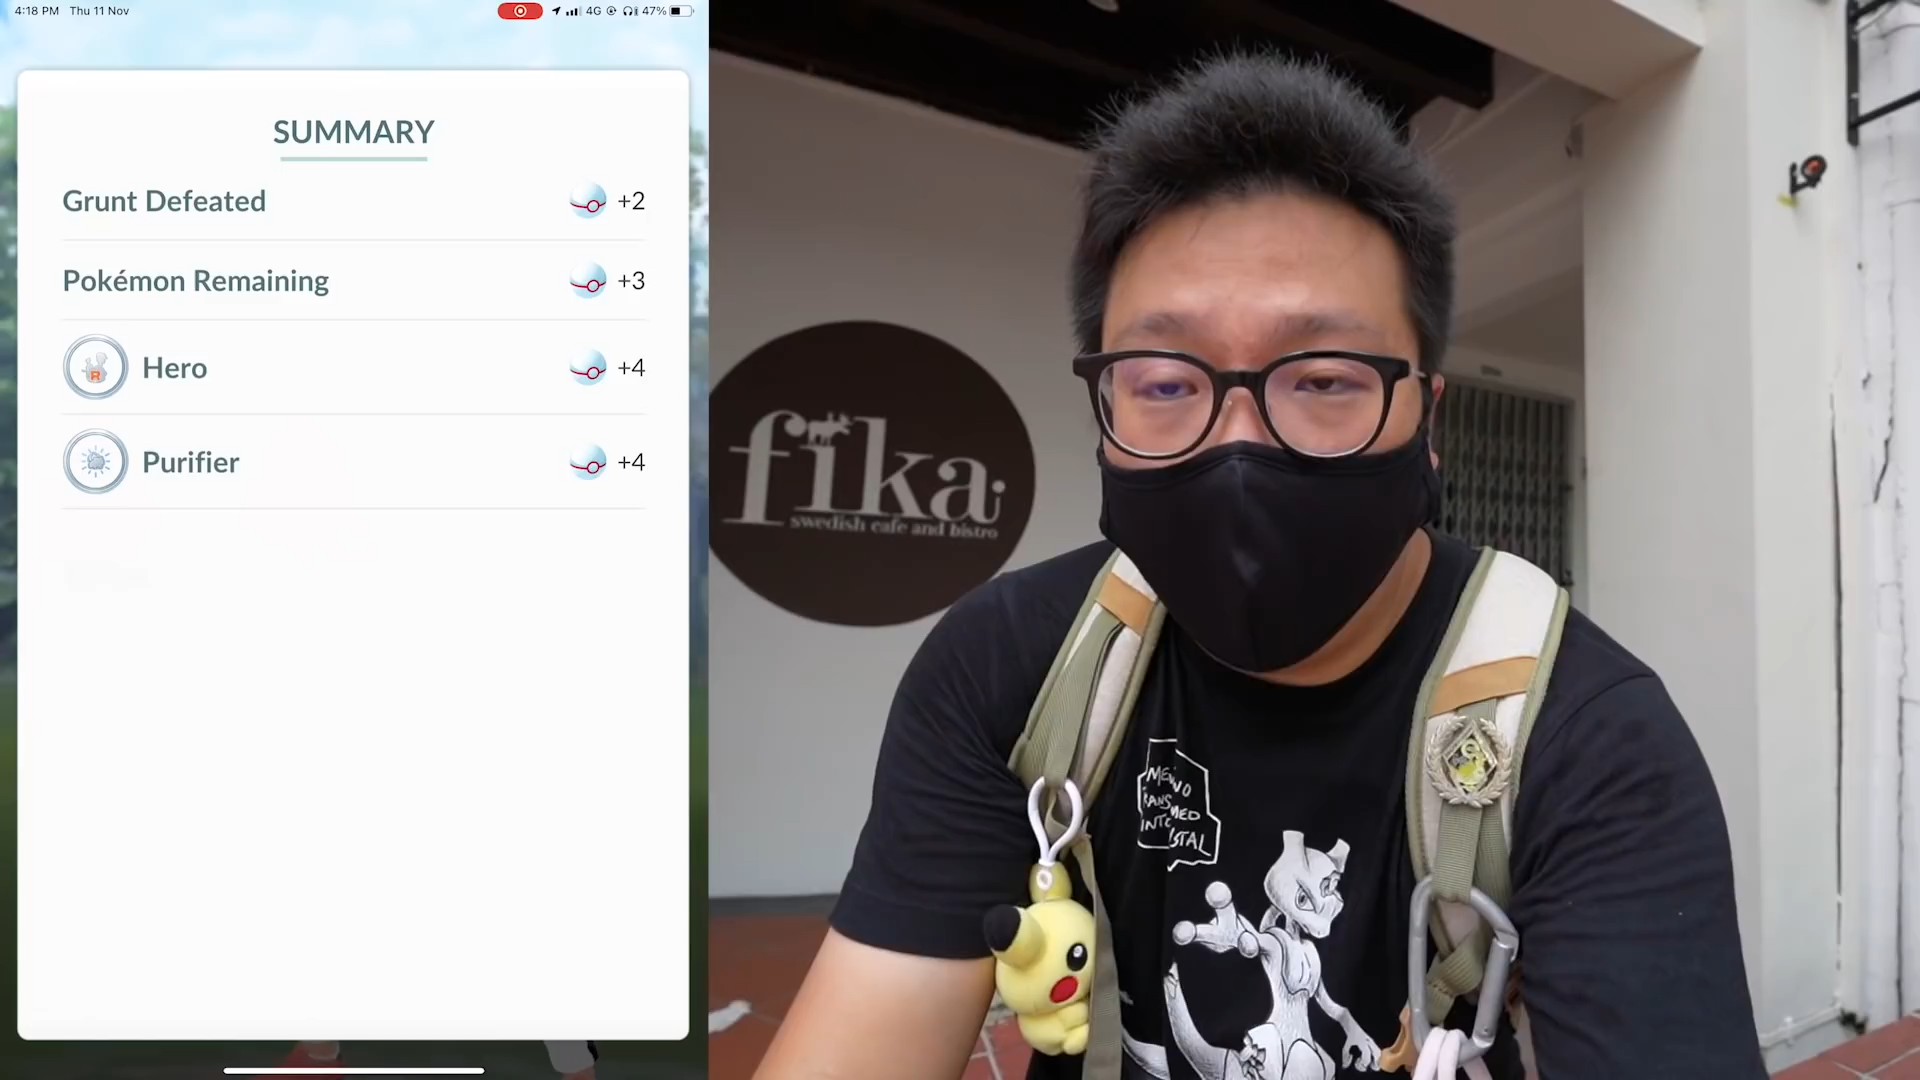 4:18 PM Thu 11 Nov
4G 47%
SUMMARY
Grunt Defeated +2
Pokémon Remaining +3
R
Hero +4
Purifier +4
fika
swedish cafe and bistro
INTO